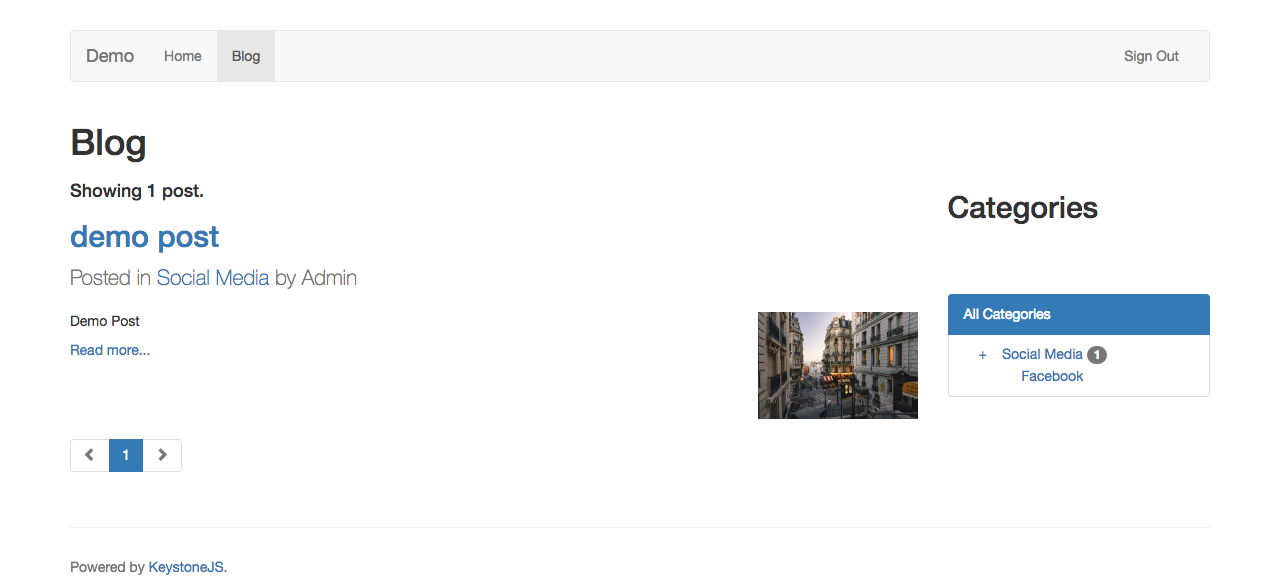 Demo Home Blog Sign Out
Blog
Showing 1 post.
demo post
Posted in Social Media by Admin
Demo Post
Read more...
1
Categories
All Categories
+ Social Media 1
Facebook
Powered by KeystoneJS.